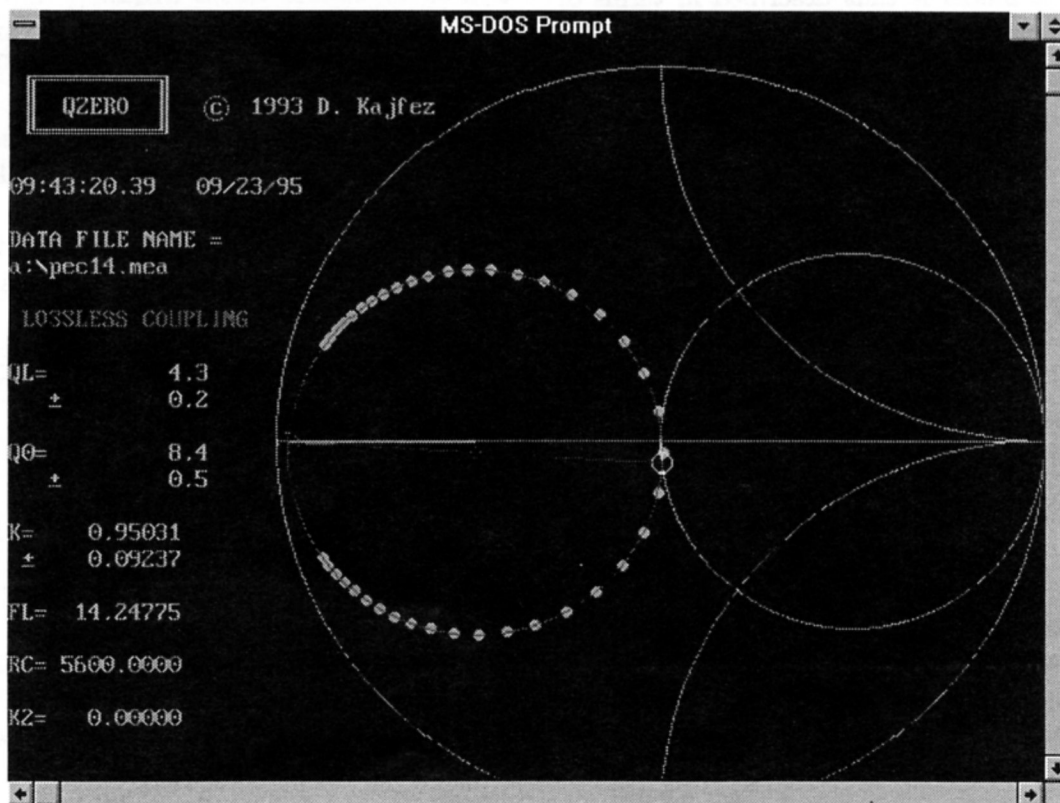 MS-DOS Prompt
QZERO © 1993 D. Kajfez
09:43:20.39 09/23/95
DATA FILE NAME =
a:\pec14.mea
LOSSLESS COUPLING
QL= 4.3
± 0.2
Q0= 8.4
± 0.5
K= 0.95031
± 0.09237
FL= 14.24775
RC= 5600.0000
K2= 0.00000